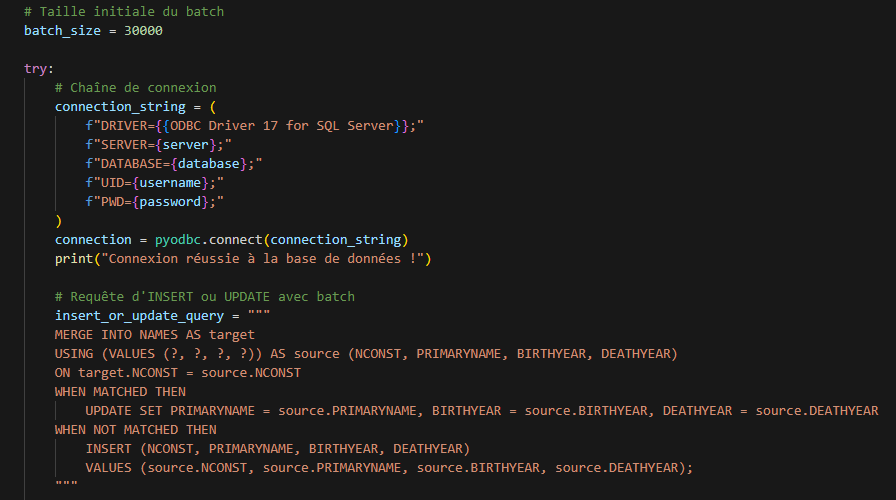 # Taille initiale du batch
batch_size = 30000
try:
# Chaîne de connexion
connection_string = (
f"DRIVER={{ODBC Driver 17 for SQL Server}};"
f"SERVER={server};"
f"DATABASE={database};"
f"UID={username};"
f"PWD={password};"
)
connection = pyodbc.connect(connection_string)
print("Connexion réussie à la base de données !")
# Requête d'INSERT ou UPDATE avec batch
insert_or_update_query = """
MERGE INTO NAMES AS target
USING (VALUES (?, ?, ?, ?)) AS source (NCONST, PRIMARYNAME, BIRTHYEAR, DEATHYEAR)
ON target.NCONST = source.NCONST
WHEN MATCHED THEN
UPDATE SET PRIMARYNAME = source.PRIMARYNAME, BIRTHYEAR = source.BIRTHYEAR, DEATHYEAR = source.DEATHYEAR
WHEN NOT MATCHED THEN
INSERT (NCONST, PRIMARYNAME, BIRTHYEAR, DEATHYEAR)
VALUES (source.NCONST, source.PRIMARYNAME, source.BIRTHYEAR, source.DEATHYEAR);
"""